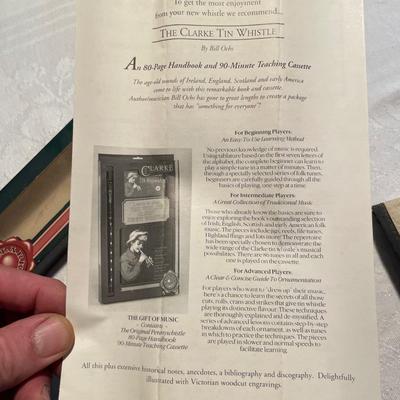 To get the most enjoyment
from your new whistle we recommend...
THE CLARKE TIN WHISTLE
By Bill Ochs
An 80-Page Handbook and 90-Minute Teaching Cassette
The age-old sounds of Ireland, England, Scotland and early America
come to life with this remarkable book and cassette.
Author/musician Bill Ochs has gone to great lengths to create a package
that has "something for everyone"!
For Beginning Players:
An Easy-To-Use Learning Method
No previous knowledge of music is required.
Using tablature based on the first seven letters
of the alphabet, the complete beginner can learn to
play a simple tune in a matter of minutes. Then,
through a specially selected series of folk tunes,
beginners are carefully guided through all the
basics of playing, one step at a time.
For Intermediate Players:
A Great Collection of Traditional Music
Those who already know the basics are sure to
enjoy exploring the book's outstanding selection
of Irish, English, Scottish and early American folk
music. The pieces include jigs, reels, life tunes,
Highland flings and lots more! The repertoire
has been specially chosen to demonstrate the
wide range of the Clarke tin whistle's musical
possibilities. There are 90 tunes in all and each
one is played on the cassette.
For Advanced Players:
A Clear & Concise Guide To Ornamentation
For players who want to "dress up" their music,
here's a chance to learn the secrets of all those
cuts, rolls, crans and strikes that give tin whistle
playing its distinctive flavour. These techniques
are thoroughly explained and de-mystified. A
series of advanced lessons contains step-by-step
breakdowns of each ornament, as well as tunes
in which to practice the techniques. The pieces
are played in slower and normal speeds to
facilitate learning.
CLARKE
THE GIFT OF MUSIC
Contains -
The Original Pennywhistle
80-Page Handbook
90-Minute Teaching Cassette
All this plus extensive historical notes, anecdotes, a bibliography and discography. Delightfully
illustrated with Victorian woodcut engravings.